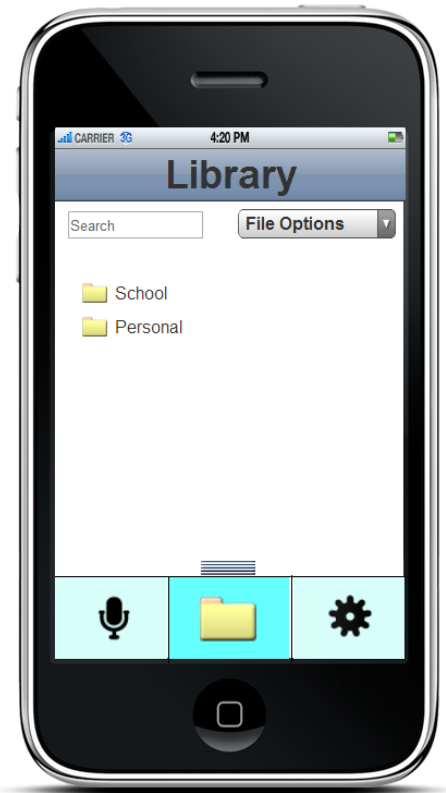 CARRIER 3G 4:20 PM
Library
Search File Options
School
Personal